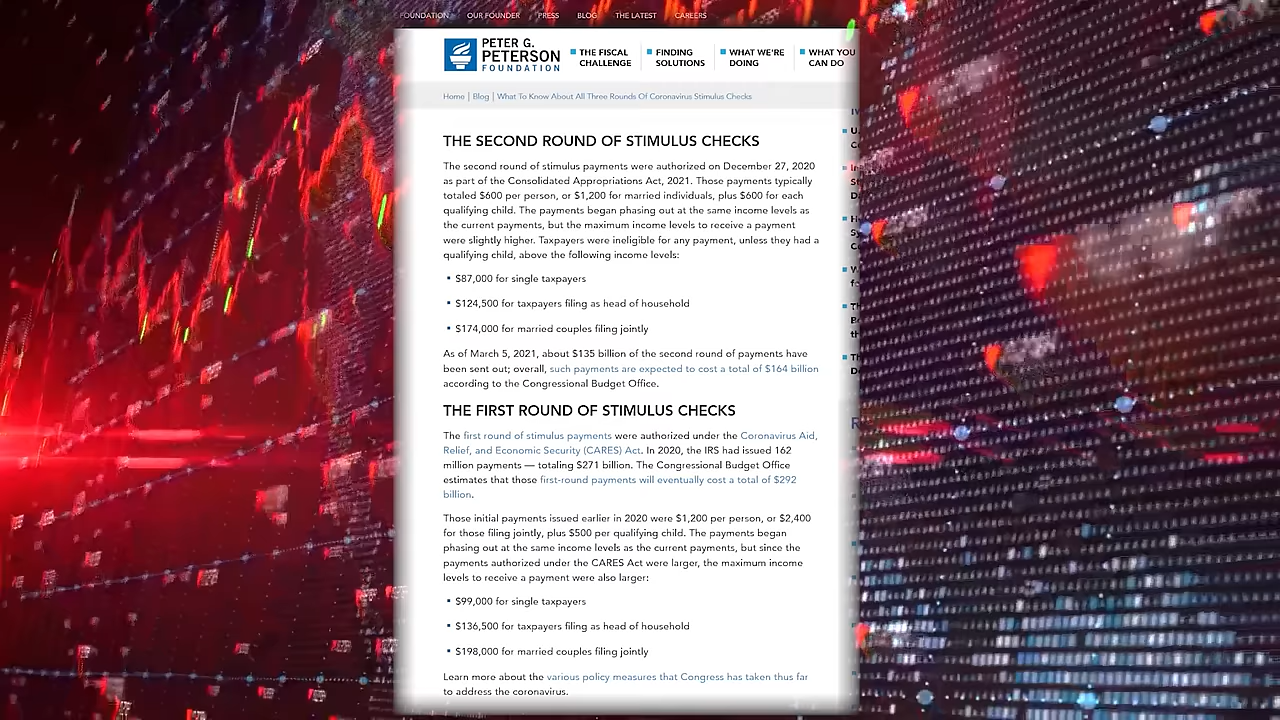 FOUNDATION OUR FOUNDER PRESS BLOG THE LATEST CAREERS
PETER G.
PETERSON
FOUNDATION
THE FISCAL
CHALLENGE
FINDING
SOLUTIONS
WHAT WE'RE
DOING
WHAT YOU
CAN DO
Home | Blog | What To Know About All Three Rounds Of Coronavirus Stimulus Checks
THE SECOND ROUND OF STIMULUS CHECKS
The second round of stimulus payments were authorized on December 27, 2020
as part of the Consolidated Appropriations Act, 2021. Those payments typically
totaled $600 per person, or $1,200 for married individuals, plus $600 for each
qualifying child. The payments began phasing out at the same income levels as
the current payments, but the maximum income levels to receive a payment
were slightly higher. Taxpayers were ineligible for any payment, unless they had a
qualifying child, above the following income levels:
▪ $87,000 for single taxpayers
▪ $124,500 for taxpayers filing as head of household
▪ $174,000 for married couples filing jointly
As of March 5, 2021, about $135 billion of the second round of payments have
been sent out; overall, such payments are expected to cost a total of $164 billion
according to the Congressional Budget Office.
THE FIRST ROUND OF STIMULUS CHECKS
The first round of stimulus payments were authorized under the Coronavirus Aid,
Relief, and Economic Security (CARES) Act. In 2020, the IRS had issued 162
million payments — totaling $271 billion. The Congressional Budget Office
estimates that those first-round payments will eventually cost a total of $292
billion.
Those initial payments issued earlier in 2020 were $1,200 per person, or $2,400
for those filing jointly, plus $500 per qualifying child. The payments began
phasing out at the same income levels as the current payments, but since the
payments authorized under the CARES Act were larger, the maximum income
levels to receive a payment were also larger:
▪ $99,000 for single taxpayers
▪ $136,500 for taxpayers filing as head of household
▪ $198,000 for married couples filing jointly
Learn more about the various policy measures that Congress has taken thus far
to address the coronavirus.